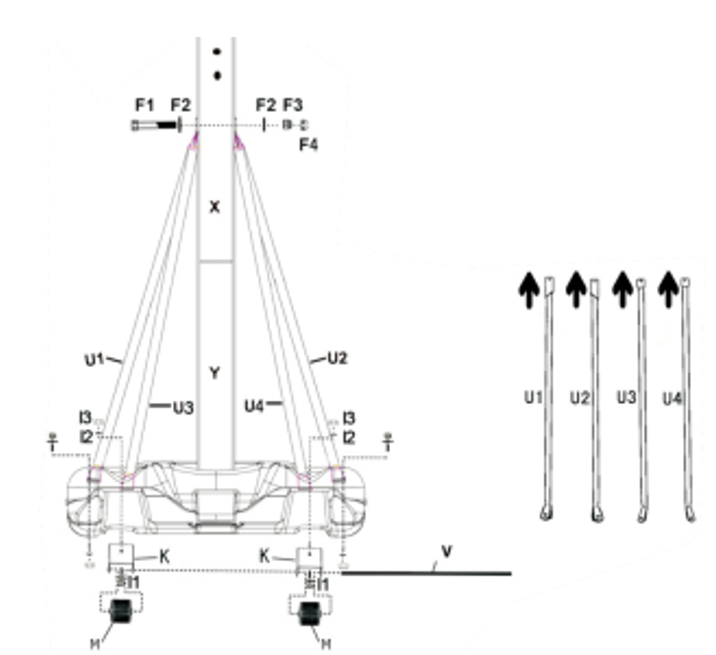 F1 F2 F2 F3
F4
X
U1 Y U2
U3 U4
I3 I3
I2 I2
K K V
I1 I1
M M
U1 U2 U3 U4